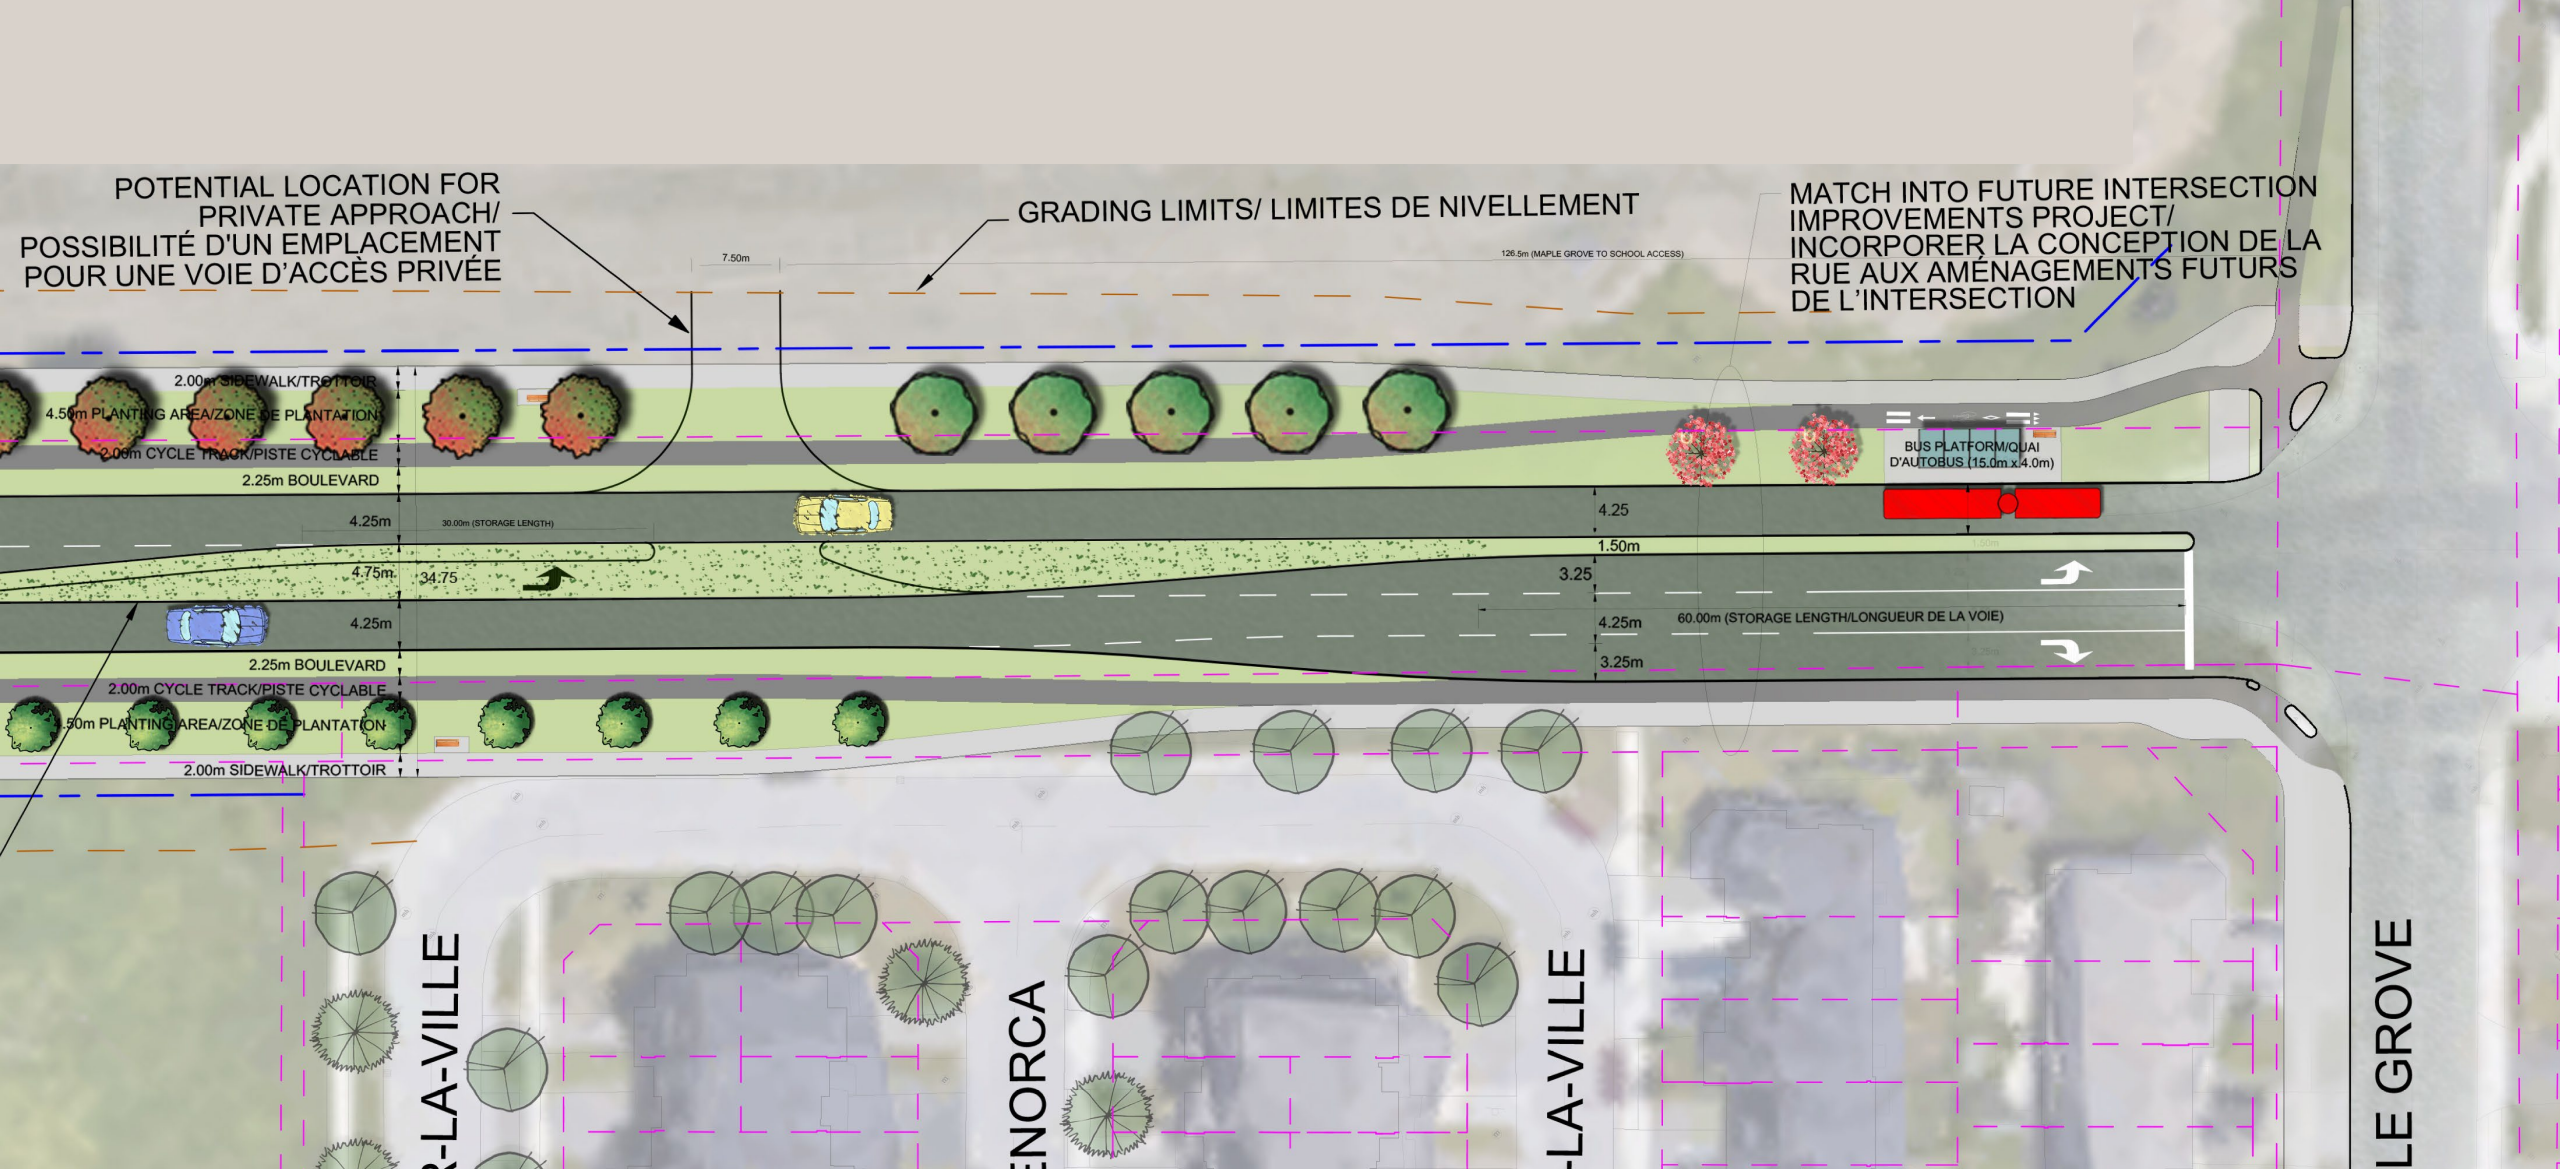 POTENTIAL LOCATION FOR
PRIVATE APPROACH/
POSSIBILITÉ D'UN EMPLACEMENT
POUR UNE VOIE D'ACCÈS PRIVÉE
7.50m
GRADING LIMITS/ LIMITES DE NIVELLEMENT
126.5m (MAPLE GROVE TO SCHOOL ACCESS)
MATCH INTO FUTURE INTERSECTION
IMPROVEMENTS PROJECT/
INCORPORER LA CONCEPTION DE LA
RUE AUX AMÉNAGEMENTS FUTURS
DE L'INTERSECTION
2.00m SIDEWALK/TROTTOIR
4.50m PLANTING AREA/ZONE DE PLANTATION
2.00m CYCLE TRACK/PISTE CYCLABLE
2.25m BOULEVARD
BUS PLATFORM/QUAI
D'AUTOBUS (15.0m x 4.0m)
4.25m
30.00m (STORAGE LENGTH)
4.25
1.50m
1.50m
4.75m
34.75
3.25
4.25m
4.25m
60.00m (STORAGE LENGTH/LONGUEUR DE LA VOIE)
3.25m
3.25m
2.25m BOULEVARD
2.00m CYCLE TRACK/PISTE CYCLABLE
.50m PLANTING AREA/ZONE DE PLANTATION
2.00m SIDEWALK/TROTTOIR
R-LA-VILLE
ENORCA
-LA-VILLE
LE GROVE